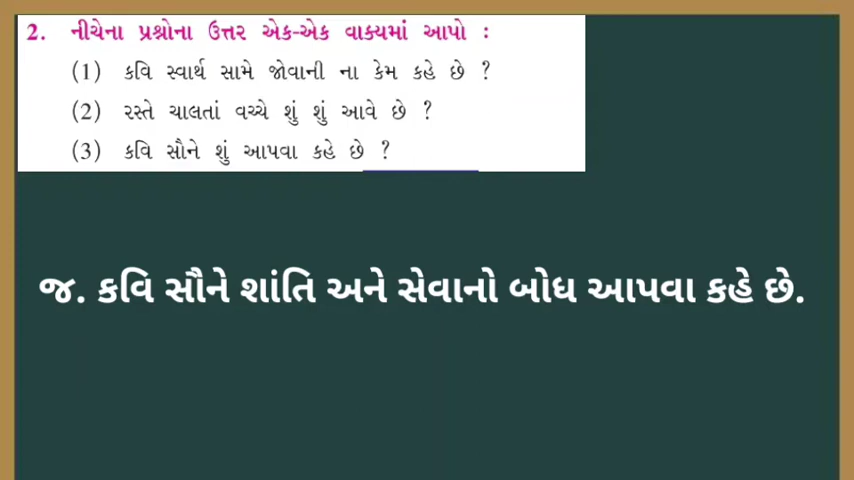 2. નીચેના પ્રશ્નોના ઉત્તર એક-એક વાક્યમાં આપો :
(1) કવિ સ્વાર્થ સામે જોવાની ના કેમ કહે છે ?
(2) રસ્તે ચાલતાં વચ્ચે શું શું આવે છે ?
(3) કવિ સૌને શું આપવા કહે છે ?
જ. કવિ સૌને શાંતિ અને સેવાનો બોધ આપવા કહે છે.